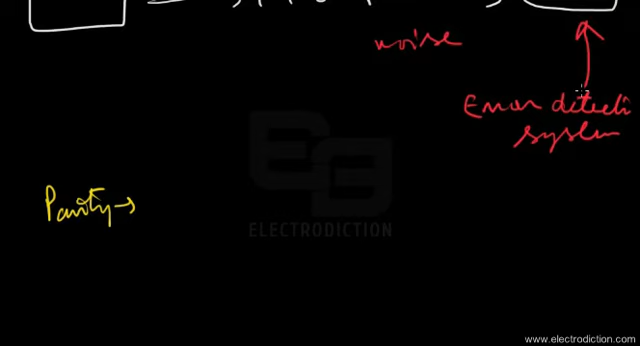 noise
Error detecti
system
Parity →
ELECTRODICTION
www.electrodiction.com